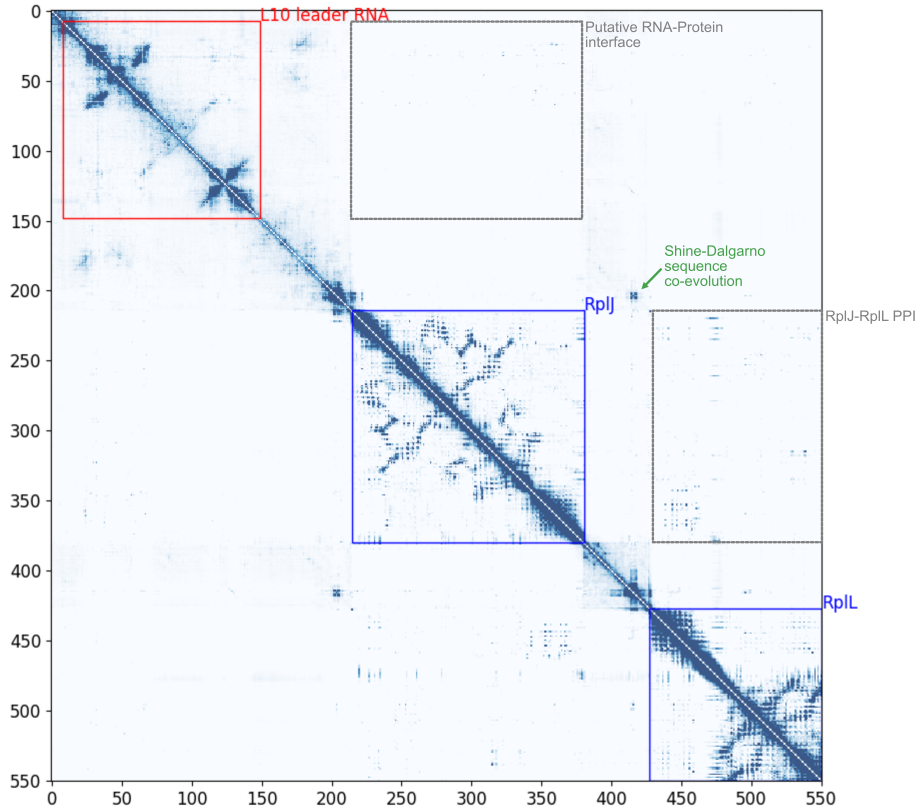 L10 leader RNA
Putative RNA-Protein
interface
Shine-Dalgarno
sequence
co-evolution
RplJ
RplJ-RplL PPI
RplL
0
50
100
150
200
250
300
350
400
450
500
550
0 50 100 150 200 250 300 350 400 450 500 550